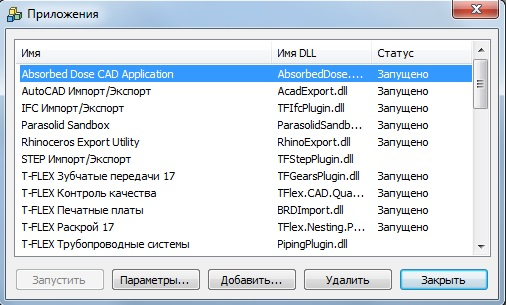 Приложения
Имя Имя DLL Статус
Absorbed Dose CAD Application AbsorbedDose.... Запущено
AutoCAD Импорт/Экспорт AcadExport.dll Запущено
IFC Импорт/Экспорт TFIfcPlugin.dll Запущено
Parasolid Sandbox ParasolidSandb... Запущено
Rhinoceros Export Utility RhinoExport.dll Запущено
STEP Импорт/Экспорт TFStepPlugin.dll
T-FLEX Зубчатые передачи 17 TFGearsPlugin.dll Запущено
T-FLEX Контроль качества TFlex.CAD.Qua... Запущено
T-FLEX Печатные платы BRDImport.dll Запущено
T-FLEX Раскрой 17 TFlex.Nesting.P... Запущено
T-FLEX Трубопроводные системы PipingPlugin.dll
Запустить Параметры... Добавить... Удалить Закрыть